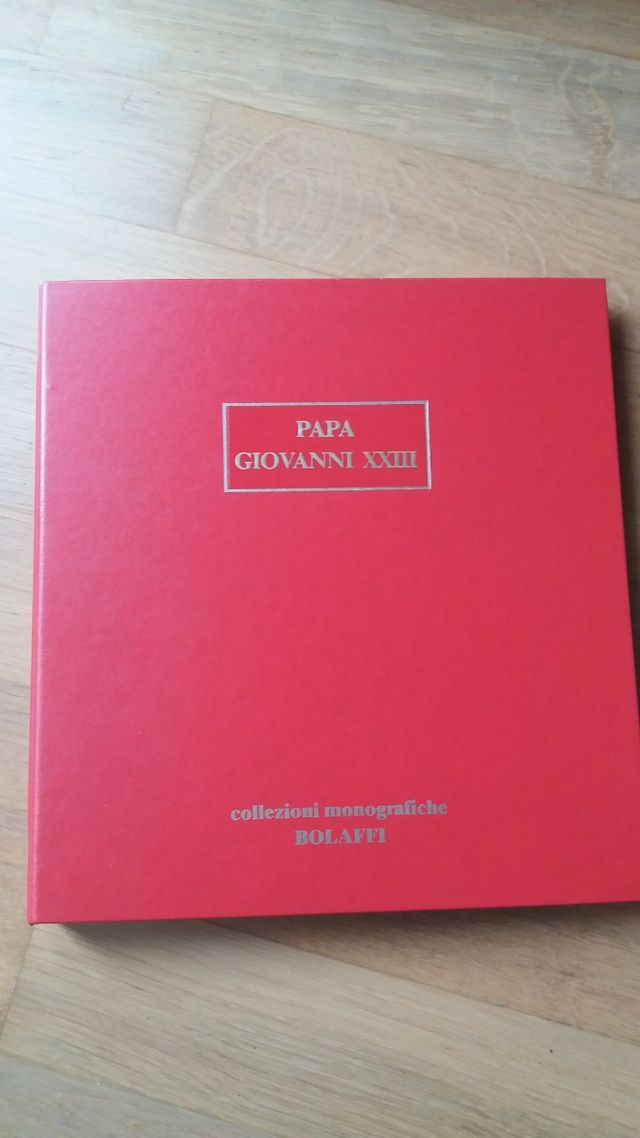 PAPA
GIOVANNI XXIII
collezioni monografiche
BOLAFFI